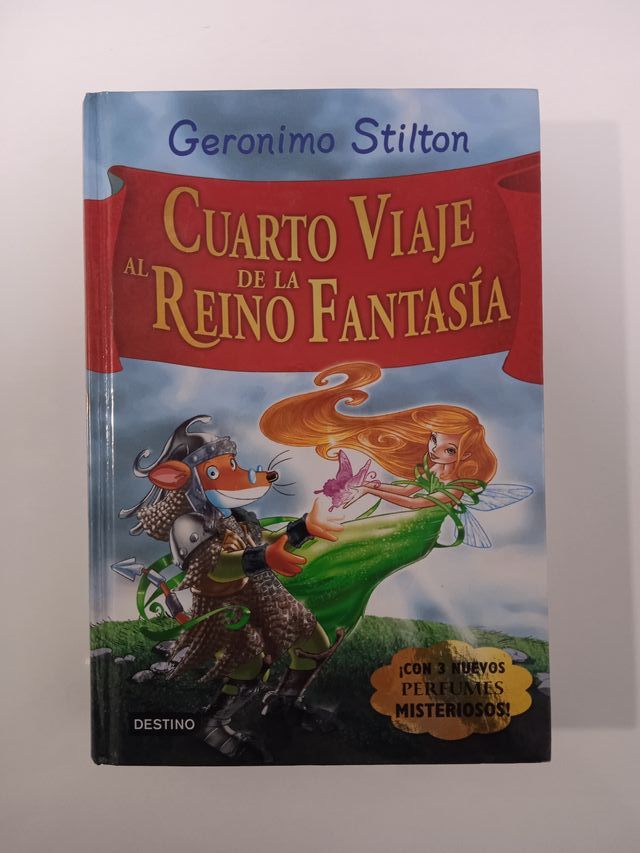 Geronimo Stilton
CUARTO VIAJE
AL REINO DE LA FANTASÍA
¡CON 3 NUEVOS
PERFUMES
MISTERIOSOS!
DESTINO